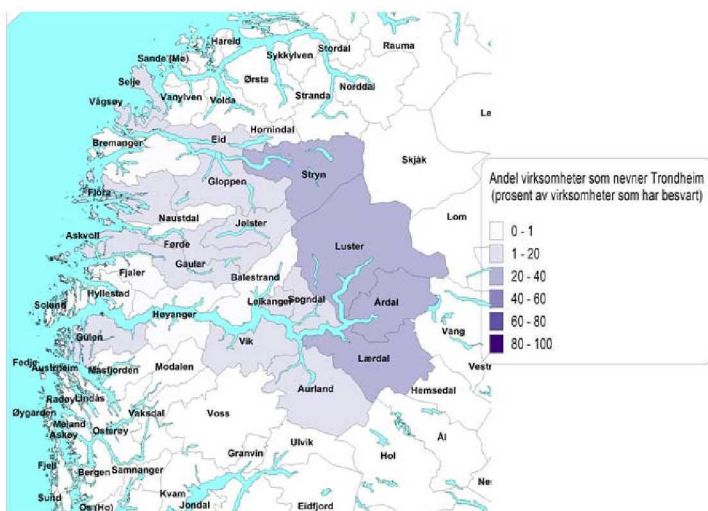 Hareid
Sande (Mø)
Sykkylven
Stordal
Rauma
Selje
Ørsta
Norddal
Vanylven
Volda
Stranda
Vågsøy
Hornindal
Eid
Bremanger
Skjåk
Stryn
Gloppen
Andel virksomheter som nevner Trondheim
(prosent av virksomheter som har besvart)
Flora
Lom
Naustdal
Jølster
0 - 1
Askvoll
Luster
1 - 20
Førde
Gaular
20 - 40
Fjaler
Balestrand
40 - 60
Hyllestad
Leikanger
Sogndal
Årdal
60 - 80
Solund
Høyanger
Vang
80 - 100
Gulen
Vik
Lærdal
Fedje
Austrheim
Masfjorden
Modalen
Vestr
Aurland
Hemsedal
Radøy
Lindås
Øygarden
Vaksdal
Voss
Meland
Askøy
Osterøy
Ulvik
Ål
Hol
Granvin
Fjell
Bergen
Samnanger
Kvam
Sund
Os (Ho)
Jondal
Eidfjord